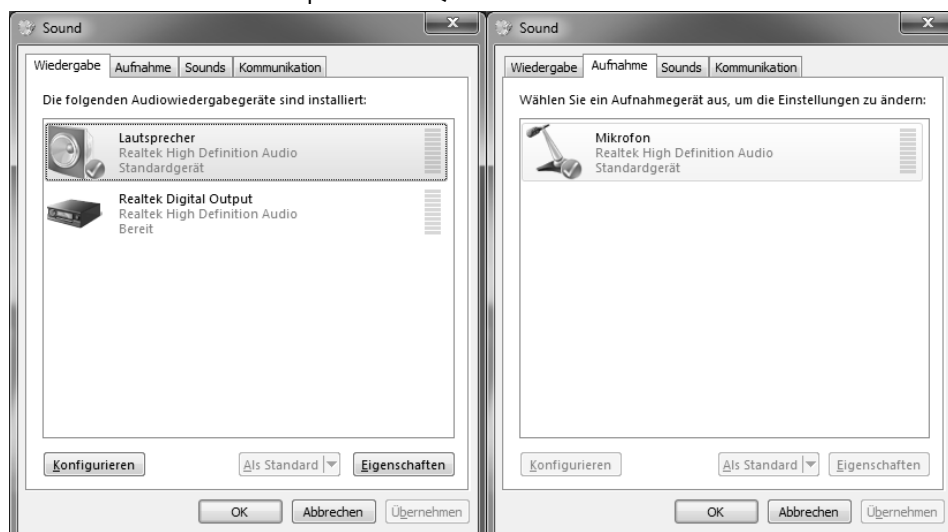 Sound
Wiedergabe Aufnahme Sounds Kommunikation
Die folgenden Audiowiedergabegeräte sind installiert:
Lautsprecher
Realtek High Definition Audio
Standardgerät
Realtek Digital Output
Realtek High Definition Audio
Bereit
Konfigurieren Als Standard Eigenschaften
OK Abbrechen Übernehmen
Sound
Wiedergabe Aufnahme Sounds Kommunikation
Wählen Sie ein Aufnahmegerät aus, um die Einstellungen zu ändern:
Mikrofon
Realtek High Definition Audio
Standardgerät
Konfigurieren Als Standard Eigenschaften
OK Abbrechen Übernehmen